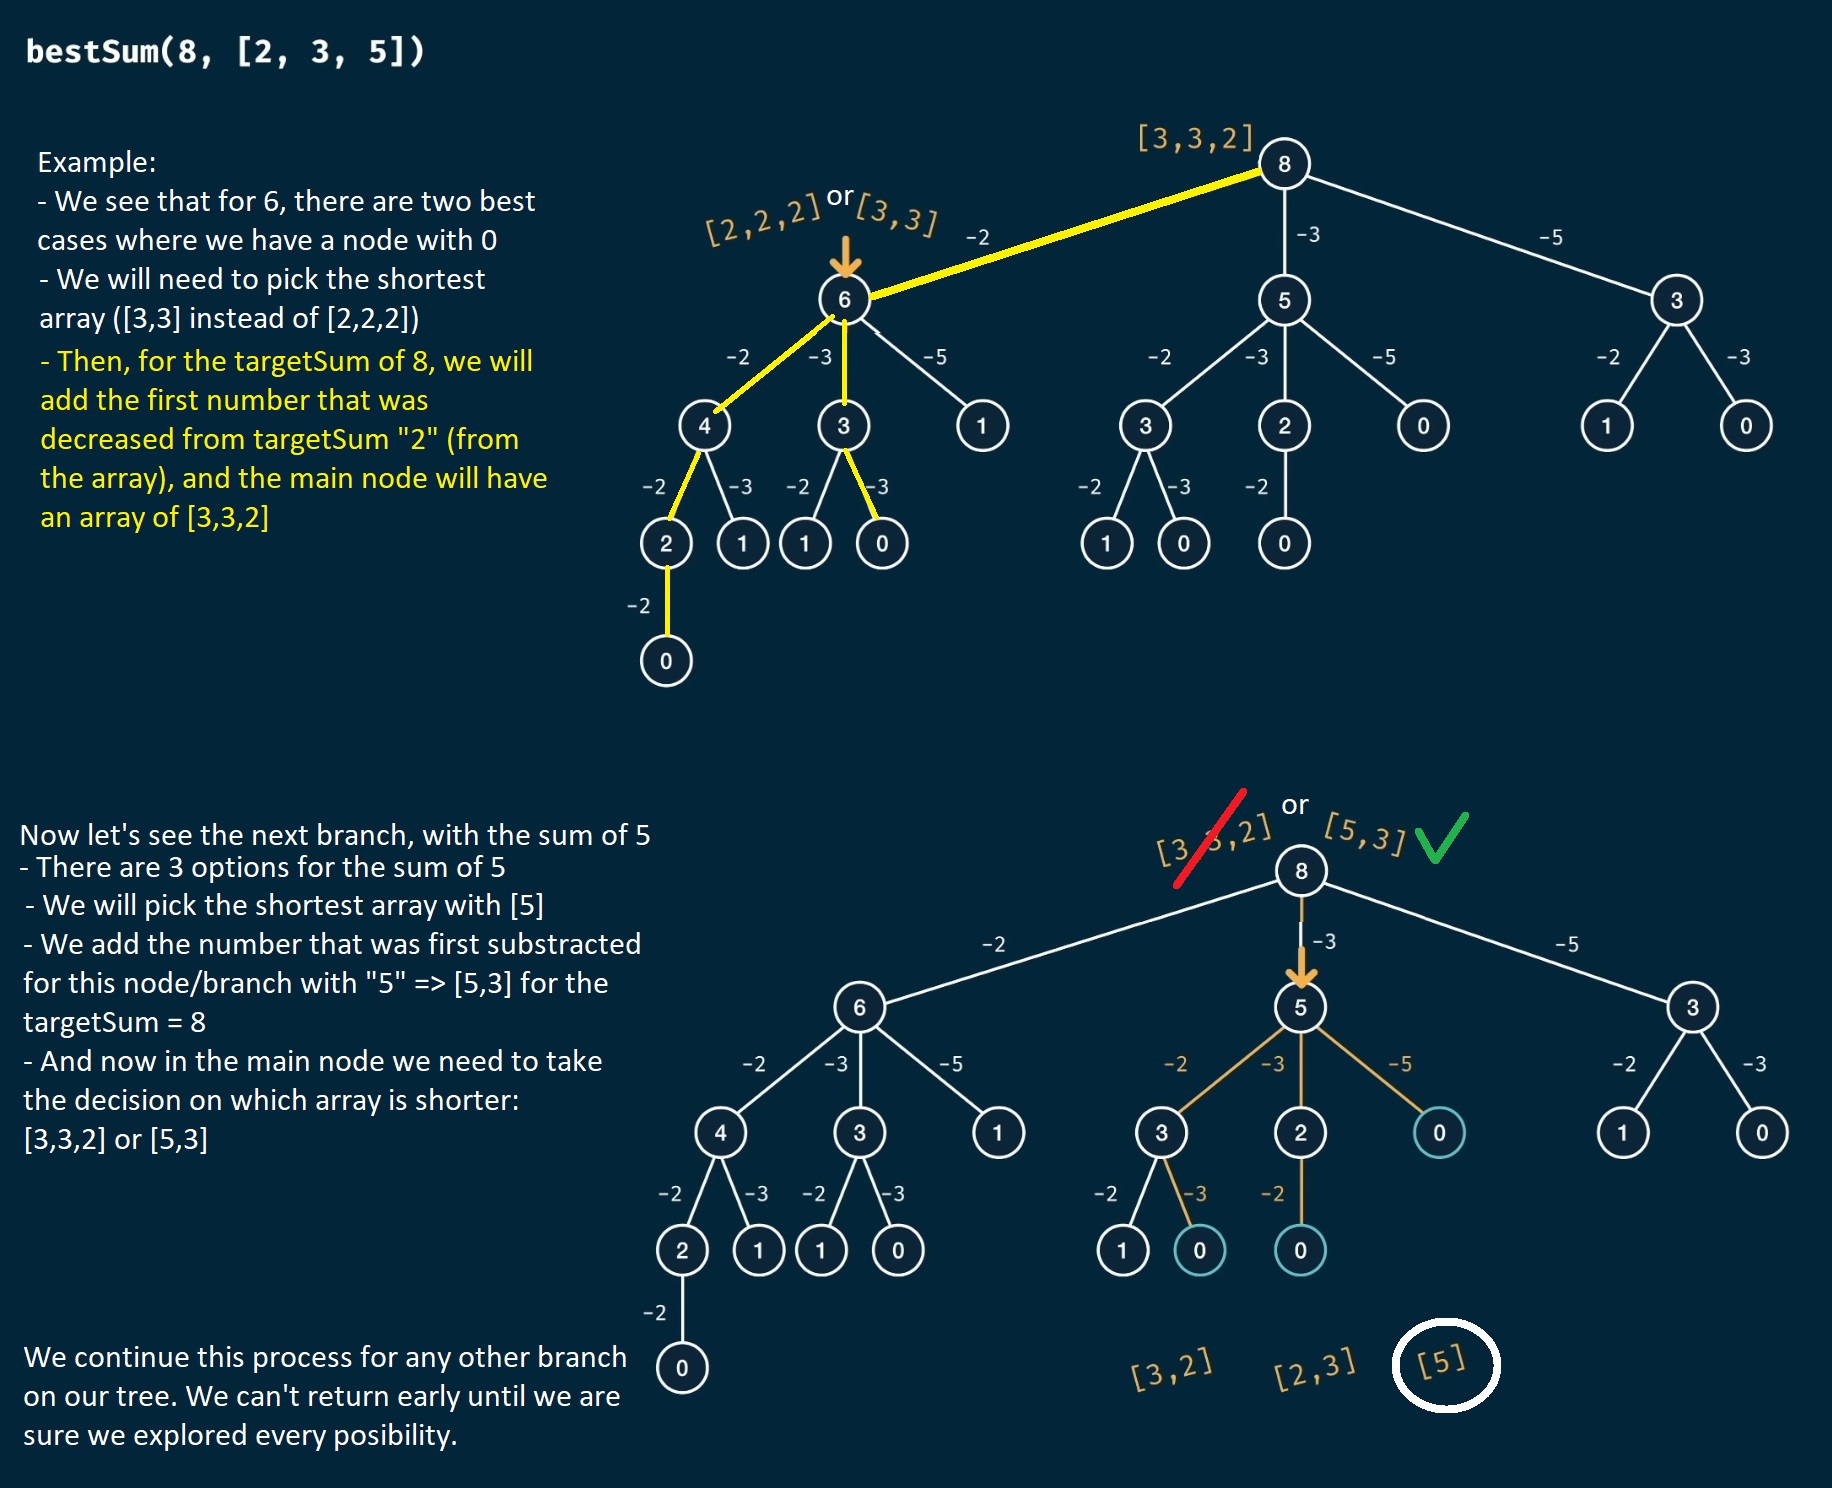 bestSum(8, [2, 3, 5])
Example:
- We see that for 6, there are two best
cases where we have a node with 0
- We will need to pick the shortest
array ([3,3] instead of [2,2,2])
- Then, for the targetSum of 8, we will
add the first number that was
decreased from targetSum "2" (from
the array), and the main node will have
an array of [3,3,2]
[3,3,2]
8
[2,2,2] or [3,3]
-2 -3 -5
6 5 3
-2 -3 -5 -2 -3 -5 -2 -3
4 3 1 3 2 0 1 0
-2 -3 -2 -3 -2 -3 -2
2 1 1 0 1 0 0
-2
0
Now let's see the next branch, with the sum of 5
- There are 3 options for the sum of 5
- We will pick the shortest array with [5]
- We add the number that was first substracted
for this node/branch with "5" => [5,3] for the
targetSum = 8
- And now in the main node we need to take
the decision on which array is shorter:
[3,3,2] or [5,3]
[3,3,2] or [5,3]
8
-2 -3 -5
6 5 3
-2 -3 -5 -2 -3 -5 -2 -3
4 3 1 3 2 0 1 0
-2 -3 -2 -3 -2 -3 -2
2 1 1 0 1 0 0
-2
0
[3,2] [2,3] [5]
We continue this process for any other branch
on our tree. We can't return early until we are
sure we explored every posibility.